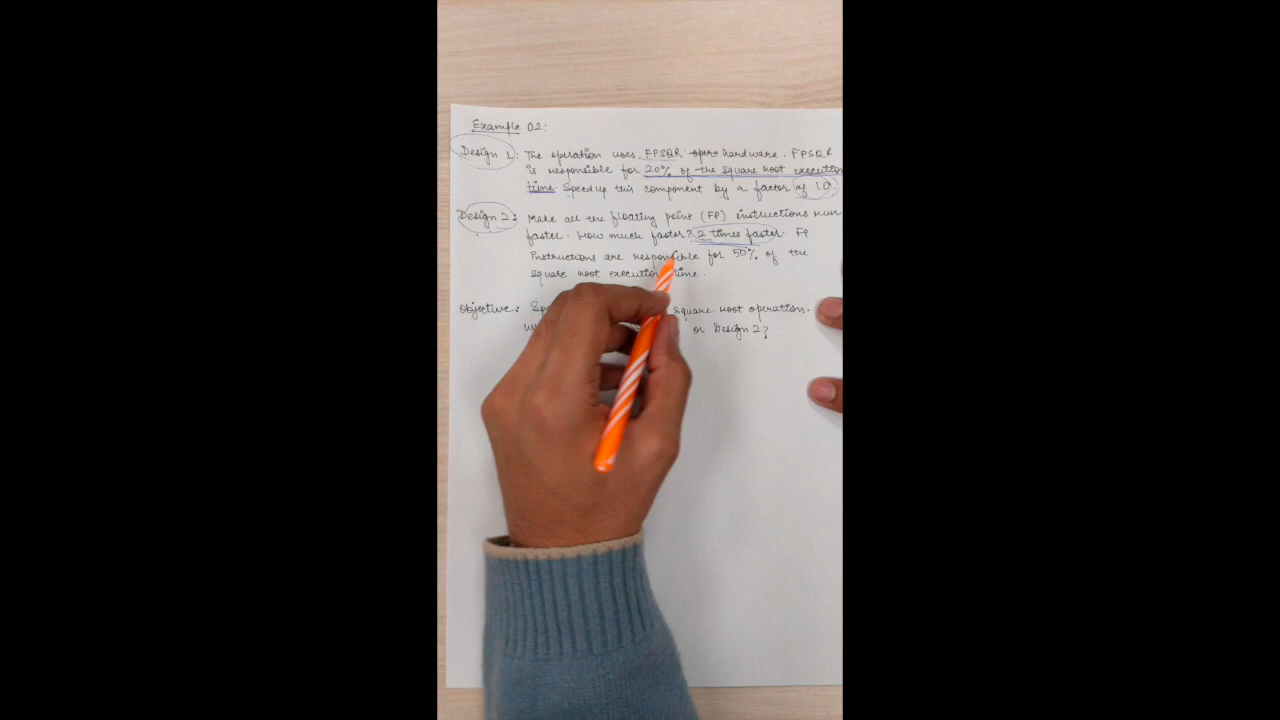 Example 02:
Design 1: The operation uses FPSQR hardware. FPSQR
is responsible for 20% of the square root execution
time. Speedup this component by a factor of 10.
Design 2: Make all the floating point (FP) instructions run
faster. How much faster? 2 times faster. FP
instructions are responsible for 50% of the
square root execution time.
Objective: square root operation.
or Design 2?